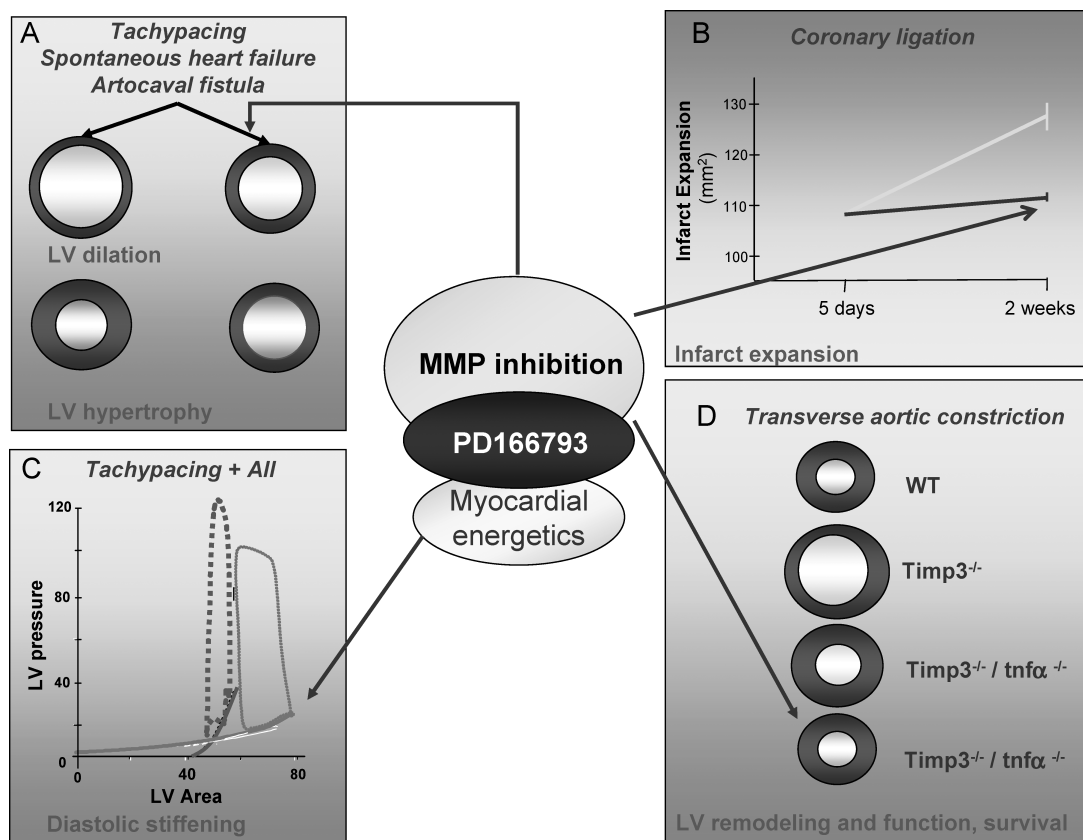 A
Tachypacing
Spontaneous heart failure
Artocaval fistula
LV dilation
LV hypertrophy
B
Coronary ligation
Infarct Expansion
(mm²)
130
120
110
100
5 days
2 weeks
Infarct expansion
MMP inhibition
PD166793
Myocardial
energetics
C
Tachypacing + AII
LV pressure
120
80
40
0
0
40
80
LV Area
Diastolic stiffening
D
Transverse aortic constriction
WT
Timp3-/-
Timp3-/- / tnfα -/-
Timp3-/- / tnfα -/-
LV remodeling and function, survival